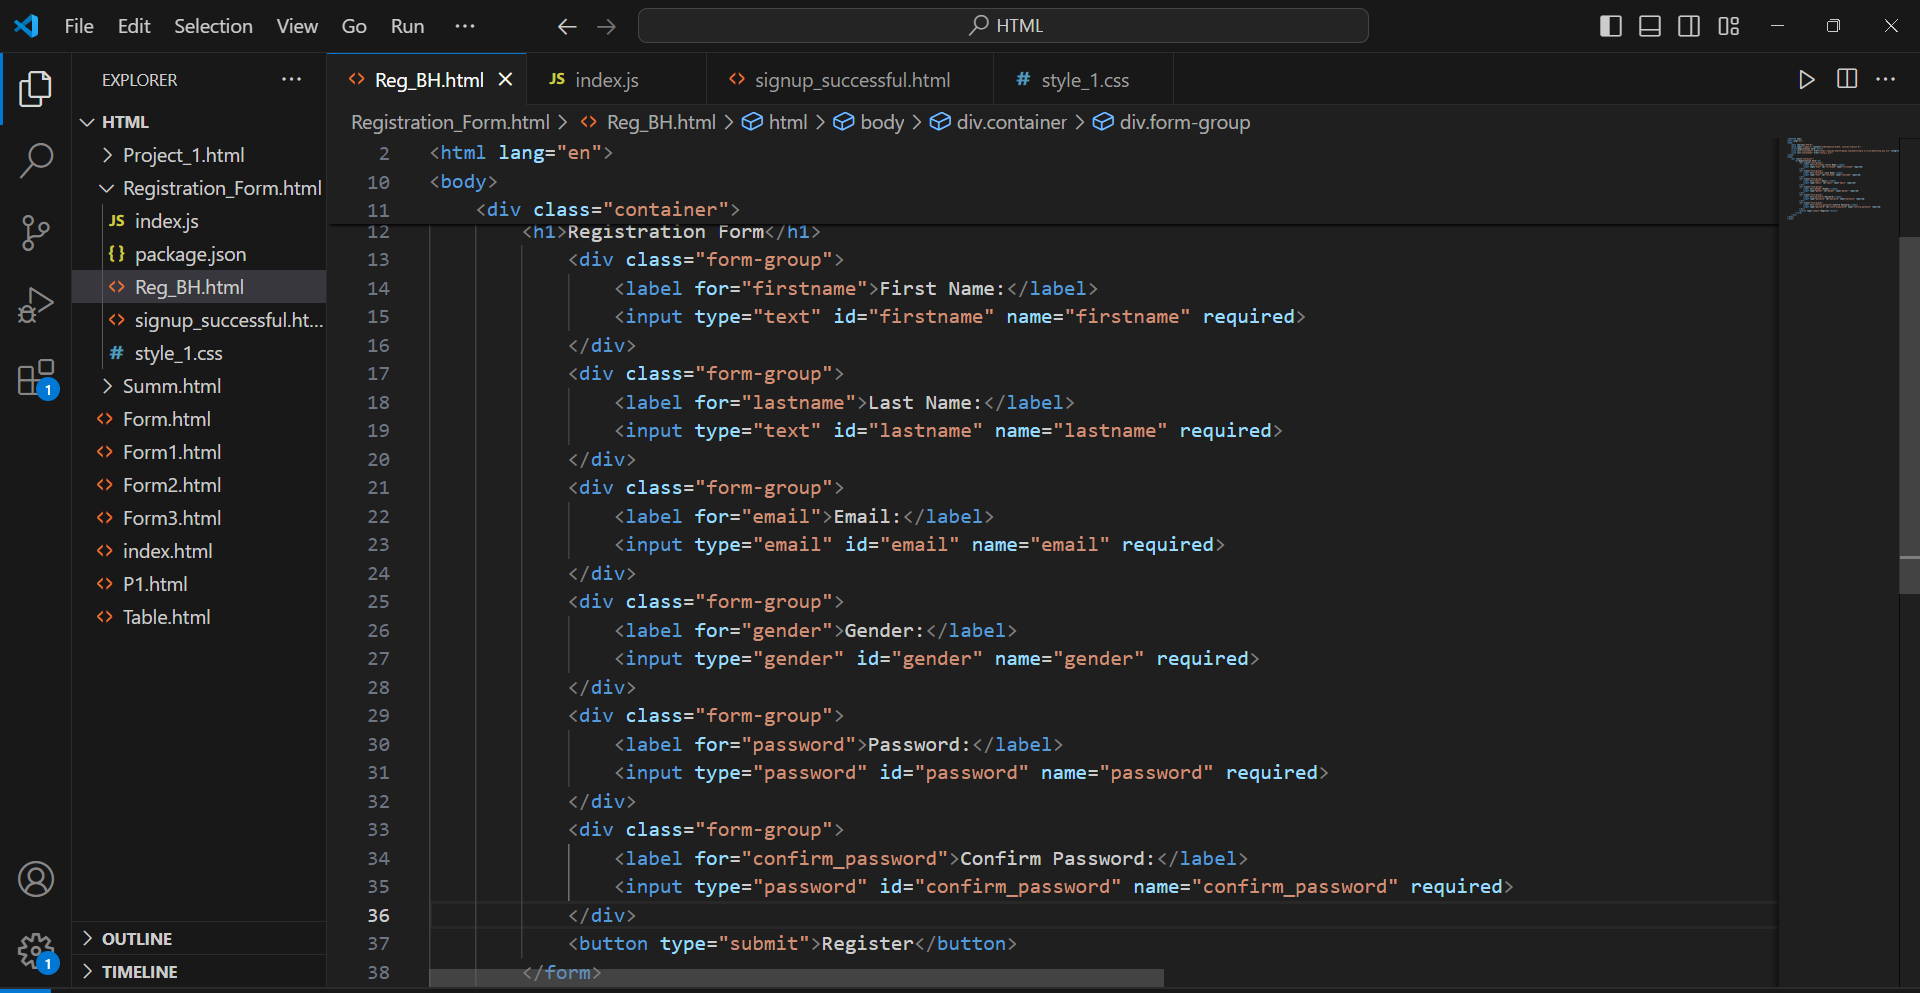 File Edit Selection View Go Run ··· HTML
EXPLORER ···
HTML
Project_1.html
Registration_Form.html
JS index.js
{} package.json
<> Reg_BH.html
<> signup_successful.ht...
# style_1.css
Summ.html
<> Form.html
<> Form1.html
<> Form2.html
<> Form3.html
<> index.html
<> P1.html
<> Table.html
OUTLINE
TIMELINE
1
1
<> Reg_BH.html JS index.js <> signup_successful.html # style_1.css
Registration_Form.html > <> Reg_BH.html > html > body > div.container > div.form-group
2 <html lang="en">
10 <body>
11 <div class="container">
12 <h1>Registration Form</h1>
13 <div class="form-group">
14 <label for="firstname">First Name:</label>
15 <input type="text" id="firstname" name="firstname" required>
16 </div>
17 <div class="form-group">
18 <label for="lastname">Last Name:</label>
19 <input type="text" id="lastname" name="lastname" required>
20 </div>
21 <div class="form-group">
22 <label for="email">Email:</label>
23 <input type="email" id="email" name="email" required>
24 </div>
25 <div class="form-group">
26 <label for="gender">Gender:</label>
27 <input type="gender" id="gender" name="gender" required>
28 </div>
29 <div class="form-group">
30 <label for="password">Password:</label>
31 <input type="password" id="password" name="password" required>
32 </div>
33 <div class="form-group">
34 <label for="confirm_password">Confirm Password:</label>
35 <input type="password" id="confirm_password" name="confirm_password" required>
36 </div>
37 <button type="submit">Register</button>
38 </form>